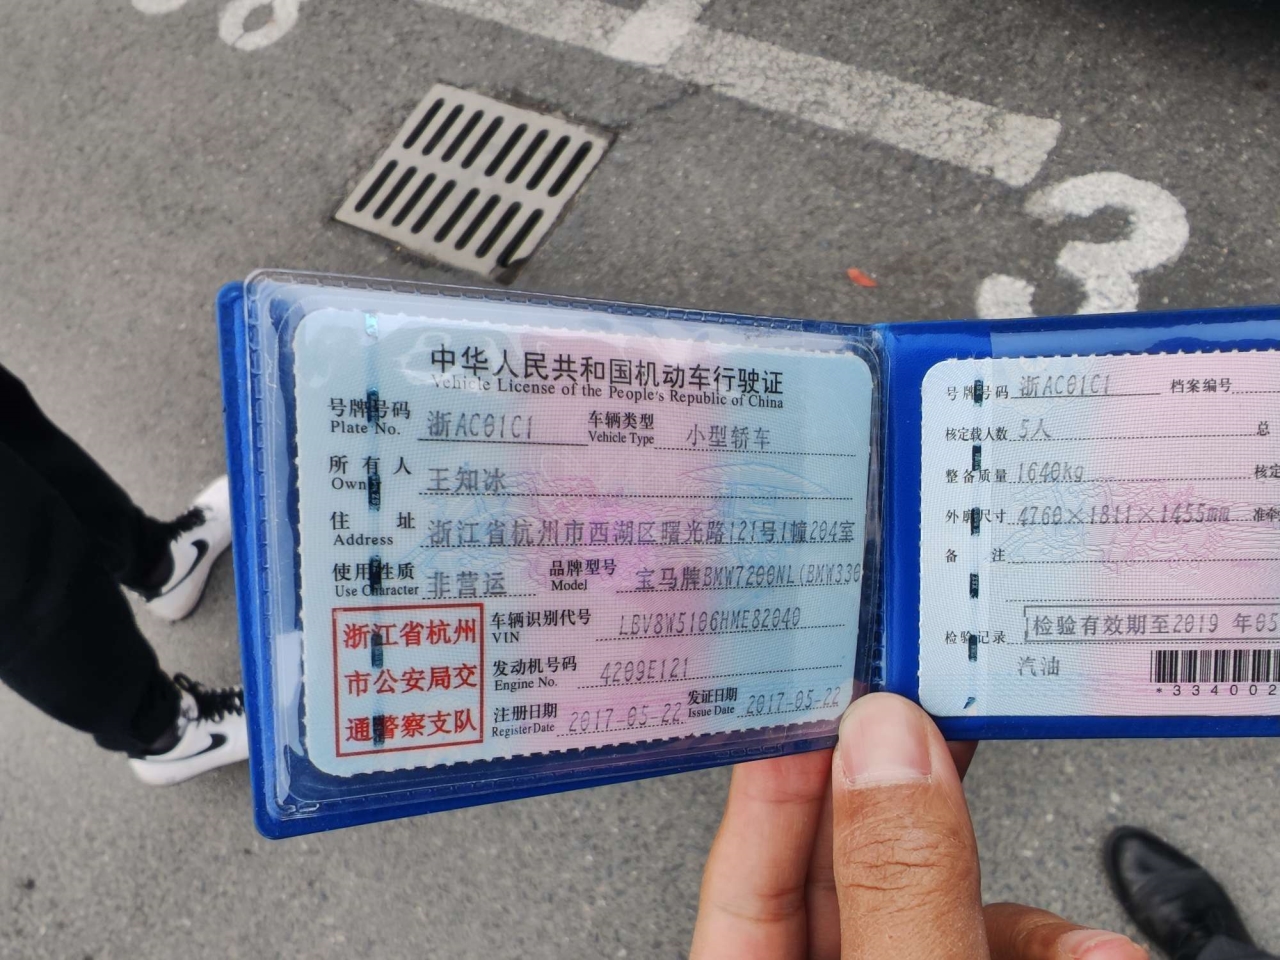 中华人民共和国机动车行驶证
Vehicle License of the People's Republic of China
号牌号码 浙AC01C1 车辆类型 小型轿车
Plate No. Vehicle Type
所有人 王知冰
Owner
住址 浙江省杭州市西湖区曙光路121号1幢204室
Address
使用性质 非营运 品牌型号 宝马牌BMW7200NL(BMW330
Use Character Model
浙江省杭州
市公安局交
通警察支队
车辆识别代号 LBV8W5106HME82040
VIN
发动机号码 4209E121
Engine No.
注册日期 2017-05-22 发证日期 2017-05-22
Register Date Issue Date
号牌号码 浙AC01C1 档案编号
核定载人数 5人 总
整备质量 1640kg 核定
外廓尺寸 4760×1811×1455mm 准牵
备注
检验记录 检验有效期至2019 年05
汽油
*334002
3